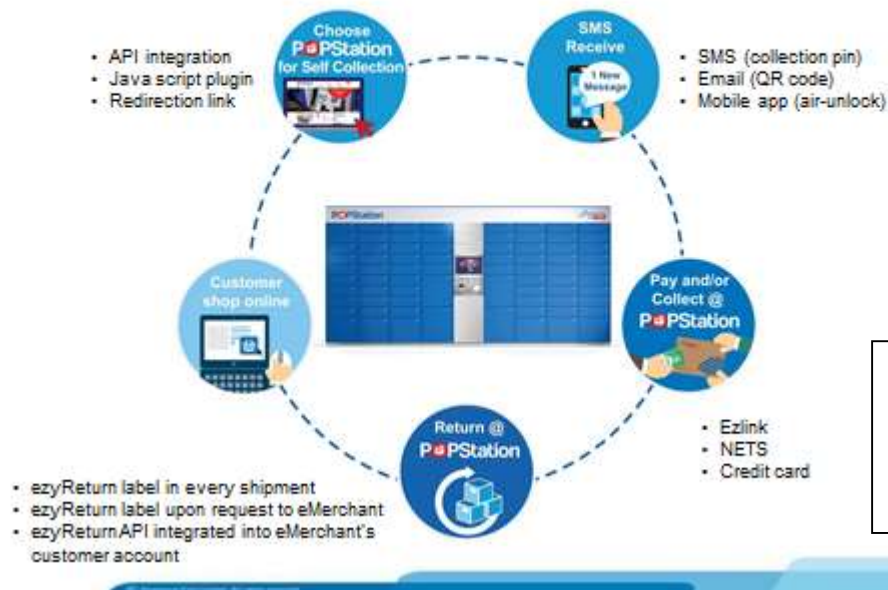 Choose
POPStation
for Self Collection
• API integration
• Java script plugin
• Redirection link
SMS
Receive
1 New
Message
• SMS (collection pin)
• Email (QR code)
• Mobile app (air-unlock)
POPStation
Customer
shop online
Pay and/or
Collect @
POPStation
• Ezlink
• NETS
• Credit card
Return @
POPStation
• ezyReturn label in every shipment
• ezyReturn label upon request to eMerchant
• ezyReturn API integrated into eMerchant's
customer account